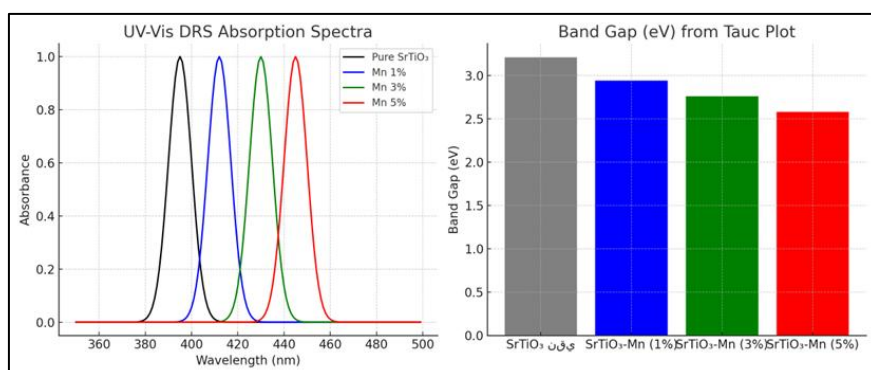 UV-Vis DRS Absorption Spectra
Absorbance
1.0
0.8
0.6
0.4
0.2
0.0
Pure SrTiO₃
Mn 1%
Mn 3%
Mn 5%
360 380 400 420 440 460 480 500
Wavelength (nm)
Band Gap (eV) from Tauc Plot
Band Gap (eV)
3.0
2.5
2.0
1.5
1.0
0.5
0.0
SrTiO₃ يقن SrTiO₃-Mn (1%) SrTiO₃-Mn (3%) SrTiO₃-Mn (5%)